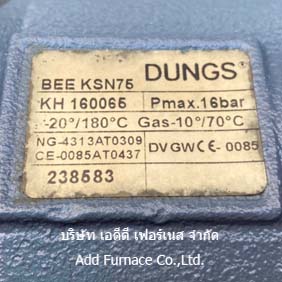 BEE KSN75 DUNGS®
KH 160065 Pmax.16bar
-20°/180°C Gas-10°/70°C
NG-4313AT0309
CE-0085AT0437
DVGW CE- 0085
238583
บริษัท เอดีดี เฟอร์เนส จำกัด
Add Furnace Co.,Ltd.